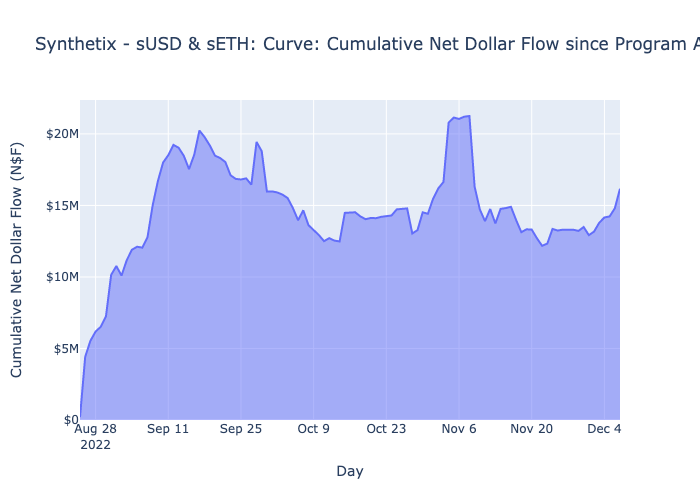 Synthetix - sUSD & sETH: Curve: Cumulative Net Dollar Flow since Program
Cumulative Net Dollar Flow (N$F)
$20M
$15M
$10M
$5M
$0
Aug 28
2022
Sep 11
Sep 25
Oct 9
Oct 23
Nov 6
Nov 20
Dec 4
Day